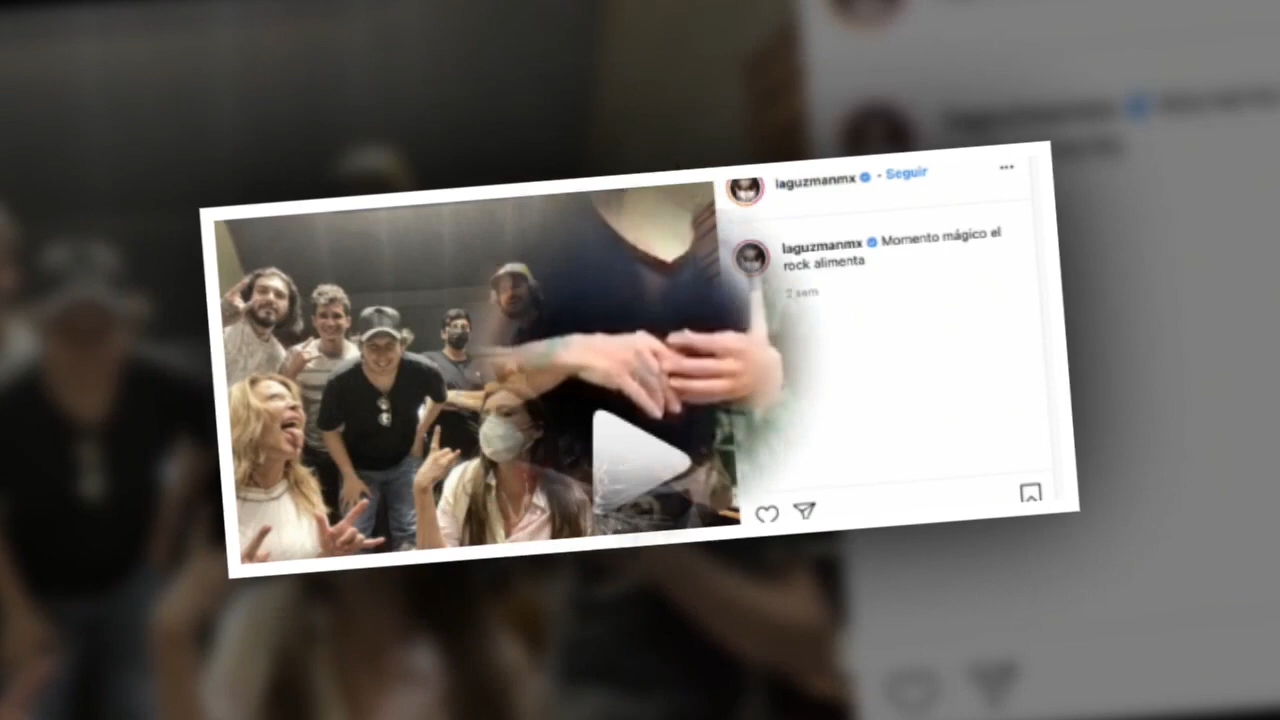 laguzmanmx • Seguir
laguzmanmx Momento mágico el
rock alimenta
2 sem